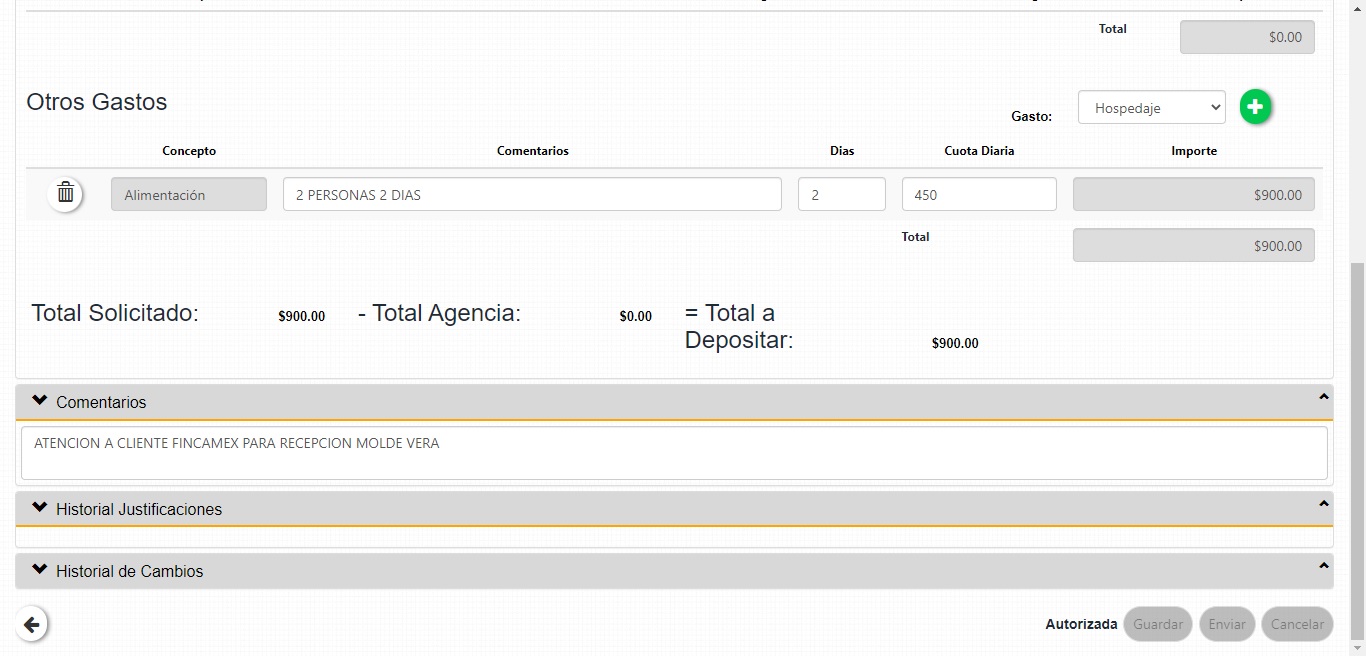 Total
$0.00
Otros Gastos
Gasto: Hospedaje
Concepto Comentarios Dias Cuota Diaria Importe
Alimentación 2 PERSONAS 2 DIAS 2 450 $900.00
Total $900.00
Total Solicitado: $900.00 - Total Agencia: $0.00 = Total a
Depositar: $900.00
Comentarios
ATENCION A CLIENTE FINCAMEX PARA RECEPCION MOLDE VERA
Historial Justificaciones
Historial de Cambios
Autorizada Guardar Enviar Cancelar